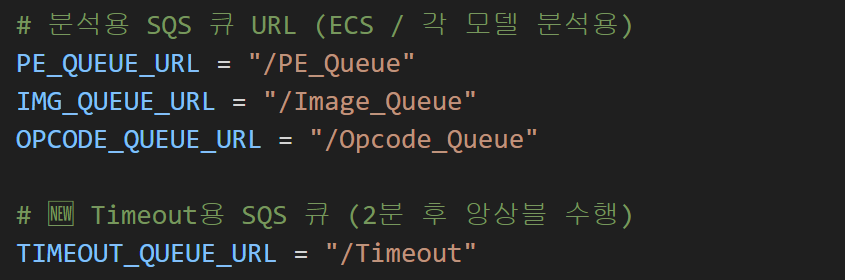 # 분석용 SQS 큐 URL (ECS / 각 모델 분석용)
PE_QUEUE_URL = "/PE_Queue"
IMG_QUEUE_URL = "/Image_Queue"
OPCODE_QUEUE_URL = "/Opcode_Queue"
# 🆕 Timeout용 SQS 큐 (2분 후 앙상블 수행)
TIMEOUT_QUEUE_URL = "/Timeout"